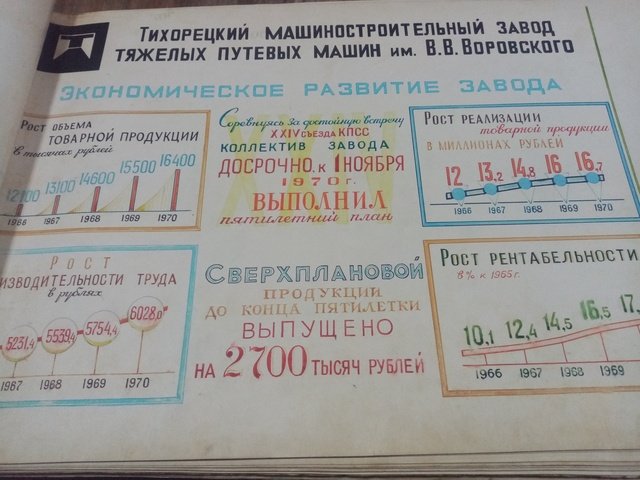 Тихорецкий машиностроительный завод
тяжелых путевых машин им. В.В.Воровского
Экономическое развитие завода
Рост объема
товарной продукции
в тысячах рублей
12100 13100 14600 15500 16400
1966 1967 1968 1969 1970
Соревнуясь за достойную встречу
XXIV съезда КПСС
коллектив завода
досрочно, к 1 ноября
1970 г.
выполнил
пятилетний план
Рост реализации
товарной продукции
в миллионах рублей
12 13,2 14,8 16 16,7
1966 1967 1968 1969 1970
Рост
изводительности труда
в рублях
5231,4 5539,4 5754,4 6028,0
1967 1968 1969 1970
Сверхплановой
продукции
до конца пятилетки
выпущено
на 2700 тысяч рублей
Рост рентабельности
в % к 1965 г.
10,1 12,4 14,5 16,5 17,
1966 1967 1968 1969